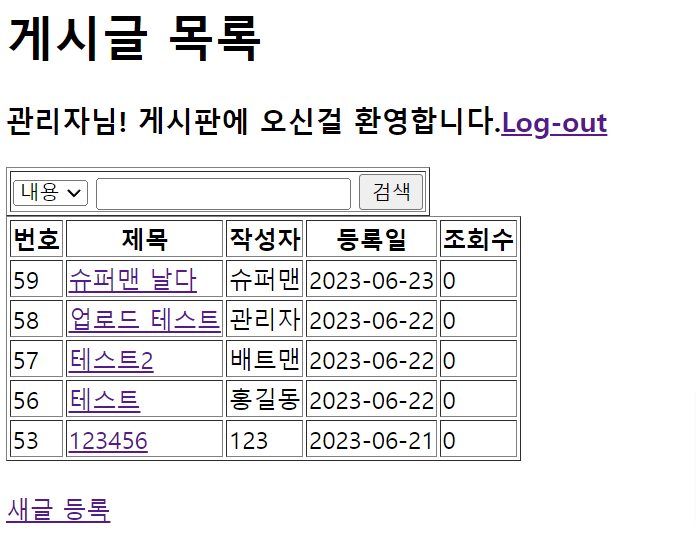 게시글 목록
관리자님! 게시판에 오신걸 환영합니다.Log-out
내용 검색
번호 제목 작성자 등록일 조회수
59 슈퍼맨 날다 슈퍼맨 2023-06-23 0
58 업로드 테스트 관리자 2023-06-22 0
57 테스트2 배트맨 2023-06-22 0
56 테스트 홍길동 2023-06-22 0
53 123456 123 2023-06-21 0
새글 등록